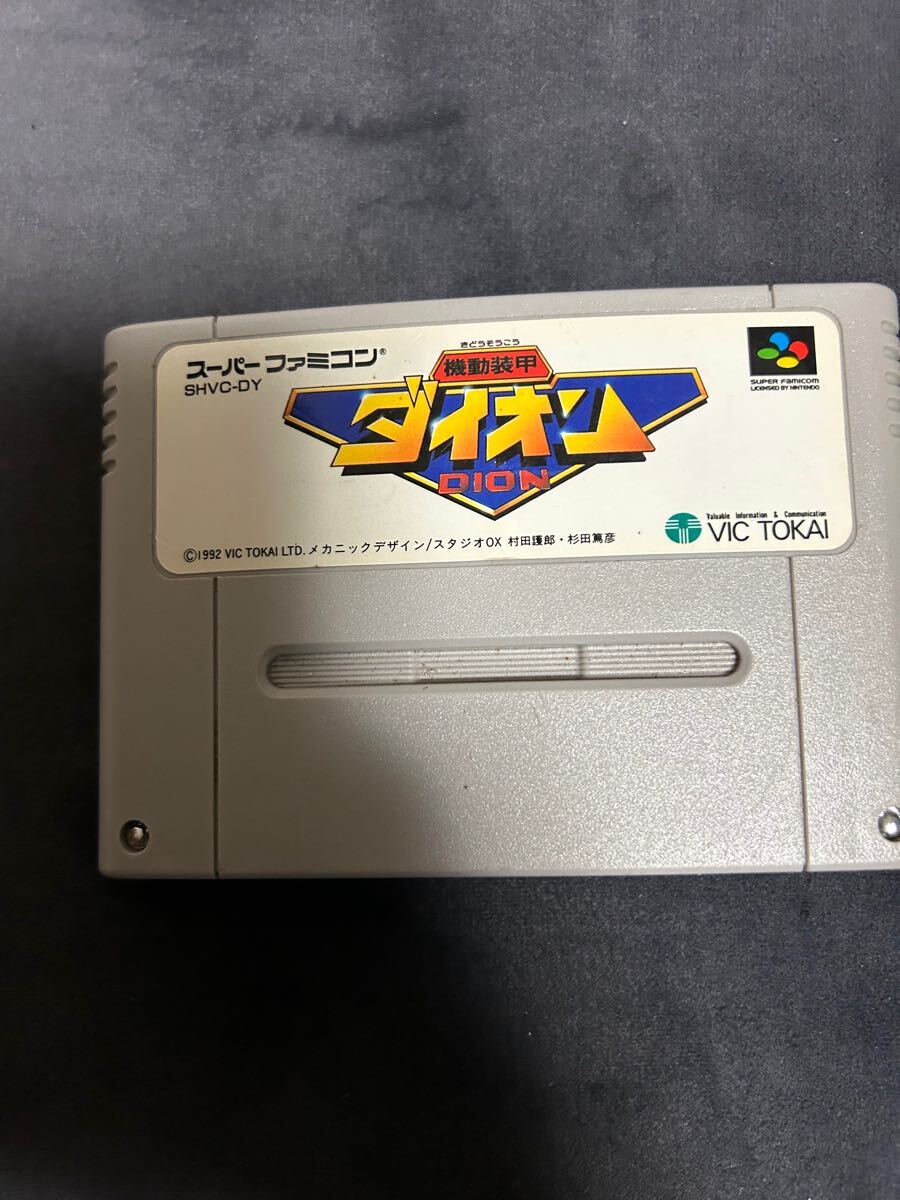 スーパーファミコン®
SHVC-DY
きどうそうこう
機動装甲
ダイオン
DION
SUPER FAMICOM
LICENSED BY NINTENDO
Valuable Information & Communication
VIC TOKAI
©1992 VIC TOKAI LTD. メカニックデザイン/スタジオOX 村田護郎・杉田篤彦